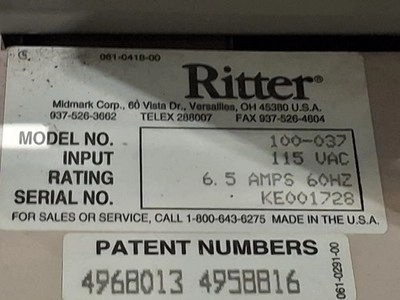 061-0418-00
Ritter®
Midmark Corp., 60 Vista Dr., Versailles, OH 45380 U.S.A.
937-526-3662 TELEX 288007 FAX 937-526-4604
MODEL NO. 100-037
INPUT 115 VAC
RATING 6.5 AMPS 60HZ
SERIAL NO. KE001728
FOR SALES OR SERVICE, CALL 1-800-643-6275 MADE IN THE U.S.A.
PATENT NUMBERS
4968013 4958816
061-0291-00